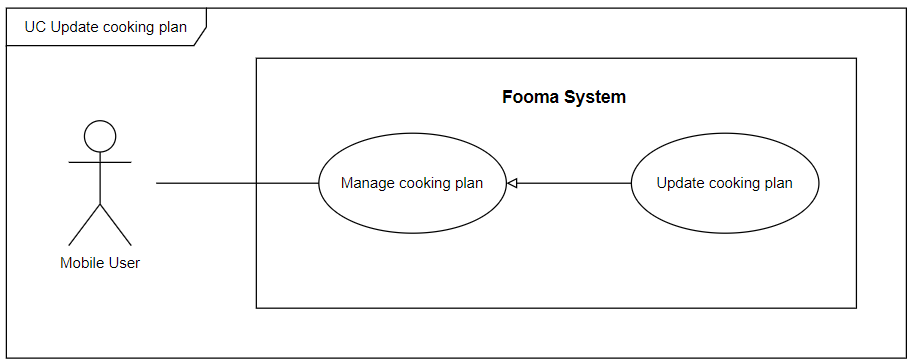 UC Update cooking plan
Fooma System
Manage cooking plan
Update cooking plan
Mobile User